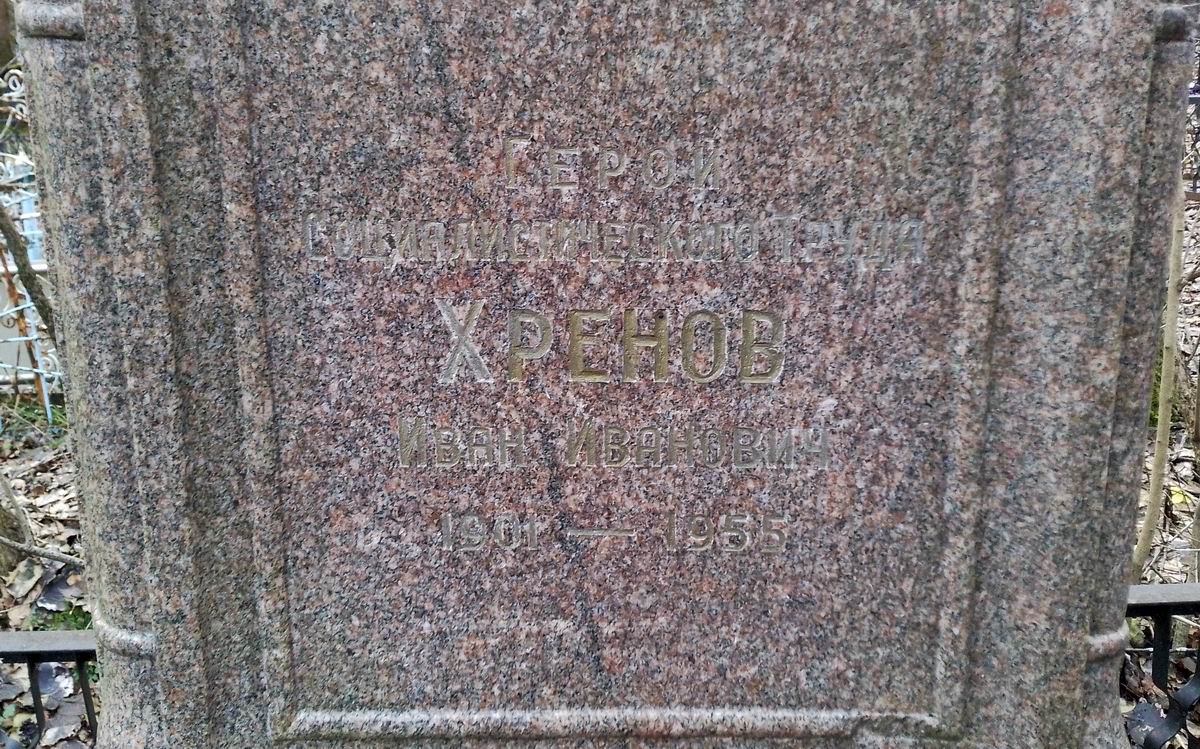 Герой
Социалистического Труда
Хренов
Иван Иванович
1901 — 1955